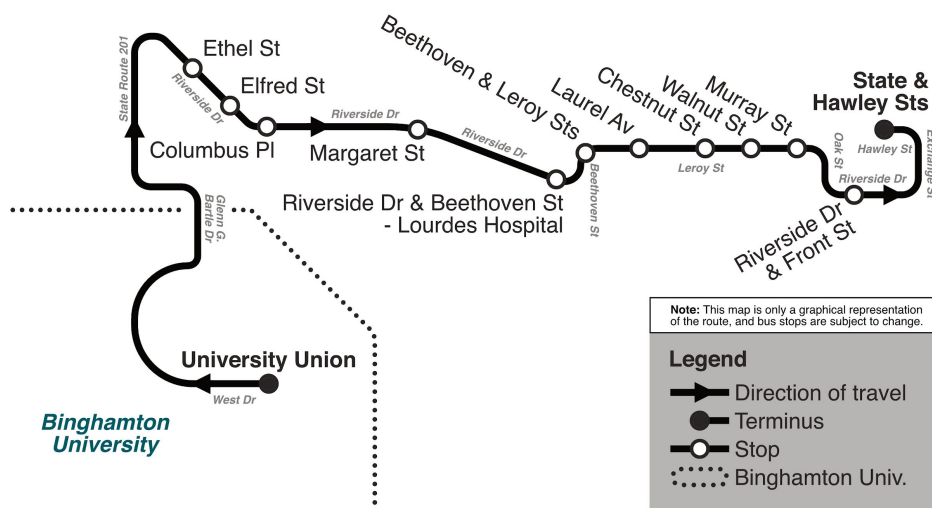 State Route 201
Ethel St
Riverside Dr
Elfred St
Columbus Pl
Riverside Dr
Margaret St
Riverside Dr
Riverside Dr & Beethoven St
- Lourdes Hospital
Beethoven & Leroy Sts
Beethoven St
Laurel Av
Chestnut St
Leroy St
Walnut St
Murray St
Oak St
Riverside Dr
Riverside Dr
& Front St
State &
Hawley Sts
Hawley St
Exchange St
Glenn G.
Bartle Dr
University Union
West Dr
Binghamton
University
Note: This map is only a graphical representation
of the route, and bus stops are subject to change.
Legend
Direction of travel
Terminus
Stop
Binghamton Univ.